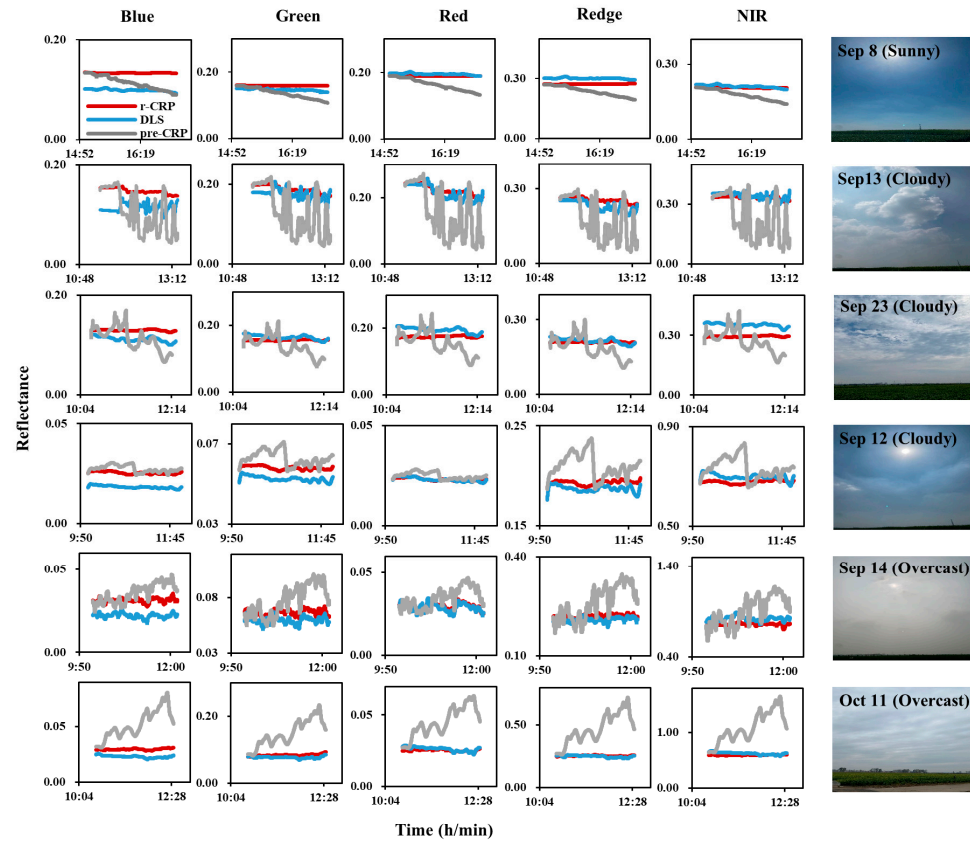 Blue Green Red Redge NIR
0.20 Sep 8 (Sunny)
0.20 0.20 0.30 0.30
r-CRP
DLS
pre-CRP
0.00 0.00 0.00 0.00 0.00
14:52 16:19 14:52 16:19 14:52 16:19 14:52 16:19 14:52 16:19
0.20 Sep13 (Cloudy)
0.20 0.20 0.30 0.30
0.00 0.00 0.00 0.00 0.00
10:48 13:12 10:48 13:12 10:48 13:12 10:48 13:12 10:48 13:12
0.20 Sep 23 (Cloudy)
0.20 0.20 0.30 0.30
0.00 0.00 0.00 0.00 0.00
10:04 12:14 10:04 12:14 10:04 12:14 10:04 12:14 10:04 12:14
Reflectance
0.05 0.07 0.05 0.25 0.90 Sep 12 (Cloudy)
0.00 0.03 0.00 0.15 0.50
9:50 11:45 9:50 11:45 9:50 11:45 9:50 11:45 9:50 11:45
0.05 0.08 0.05 0.40 1.40 Sep 14 (Overcast)
0.00 0.03 0.00 0.10 0.40
9:50 12:00 9:50 12:00 9:50 12:00 9:50 12:00 9:50 12:00
0.05 0.20 0.05 0.50 1.00 Oct 11 (Overcast)
0.00 0.00 0.00 0.00 0.00
10:04 12:28 10:04 12:28 10:04 12:28 10:04 12:28 10:04 12:28
Time (h/min)